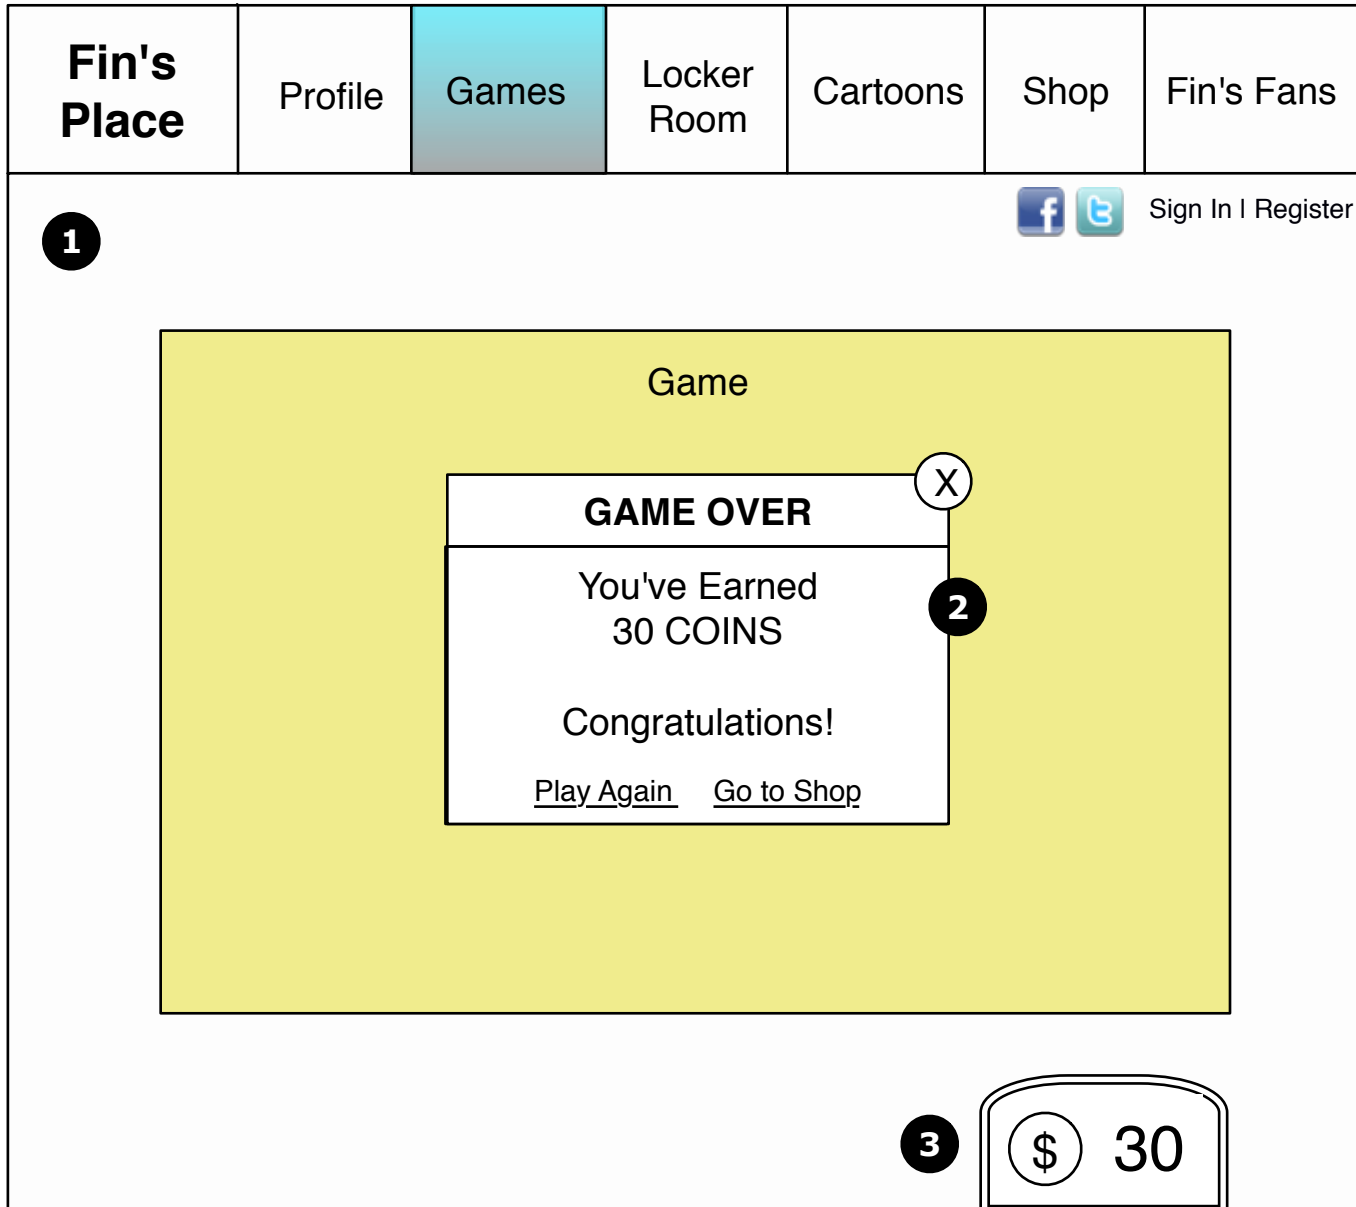 Fin's
Place
Profile
Games
Locker
Room
Cartoons
Shop
Fin's Fans
f t Sign In | Register
1
Game
X
GAME OVER
You've Earned
30 COINS
2
Congratulations!
Play Again Go to Shop
3
$ 30